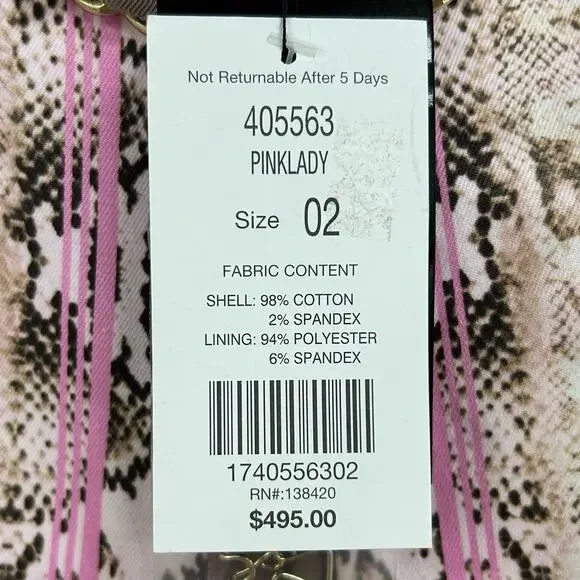 Not Returnable After 5 Days
405563
PINKLADY
Size 02
FABRIC CONTENT
SHELL: 98% COTTON
2% SPANDEX
LINING: 94% POLYESTER
6% SPANDEX
1740556302
RN#:138420
$495.00